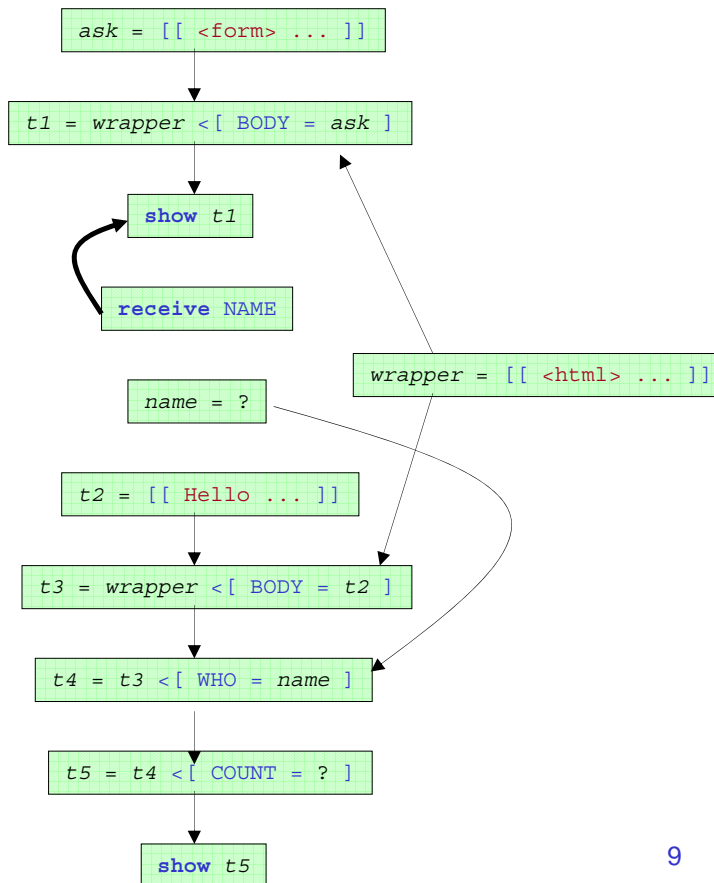 ask = [[ <form> ... ]]
t1 = wrapper <[ BODY = ask ]
show t1
receive NAME
wrapper = [[ <html> ... ]]
name = ?
t2 = [[ Hello ... ]]
t3 = wrapper <[ BODY = t2 ]
t4 = t3 <[ WHO = name ]
t5 = t4 <[ COUNT = ? ]
show t5
9